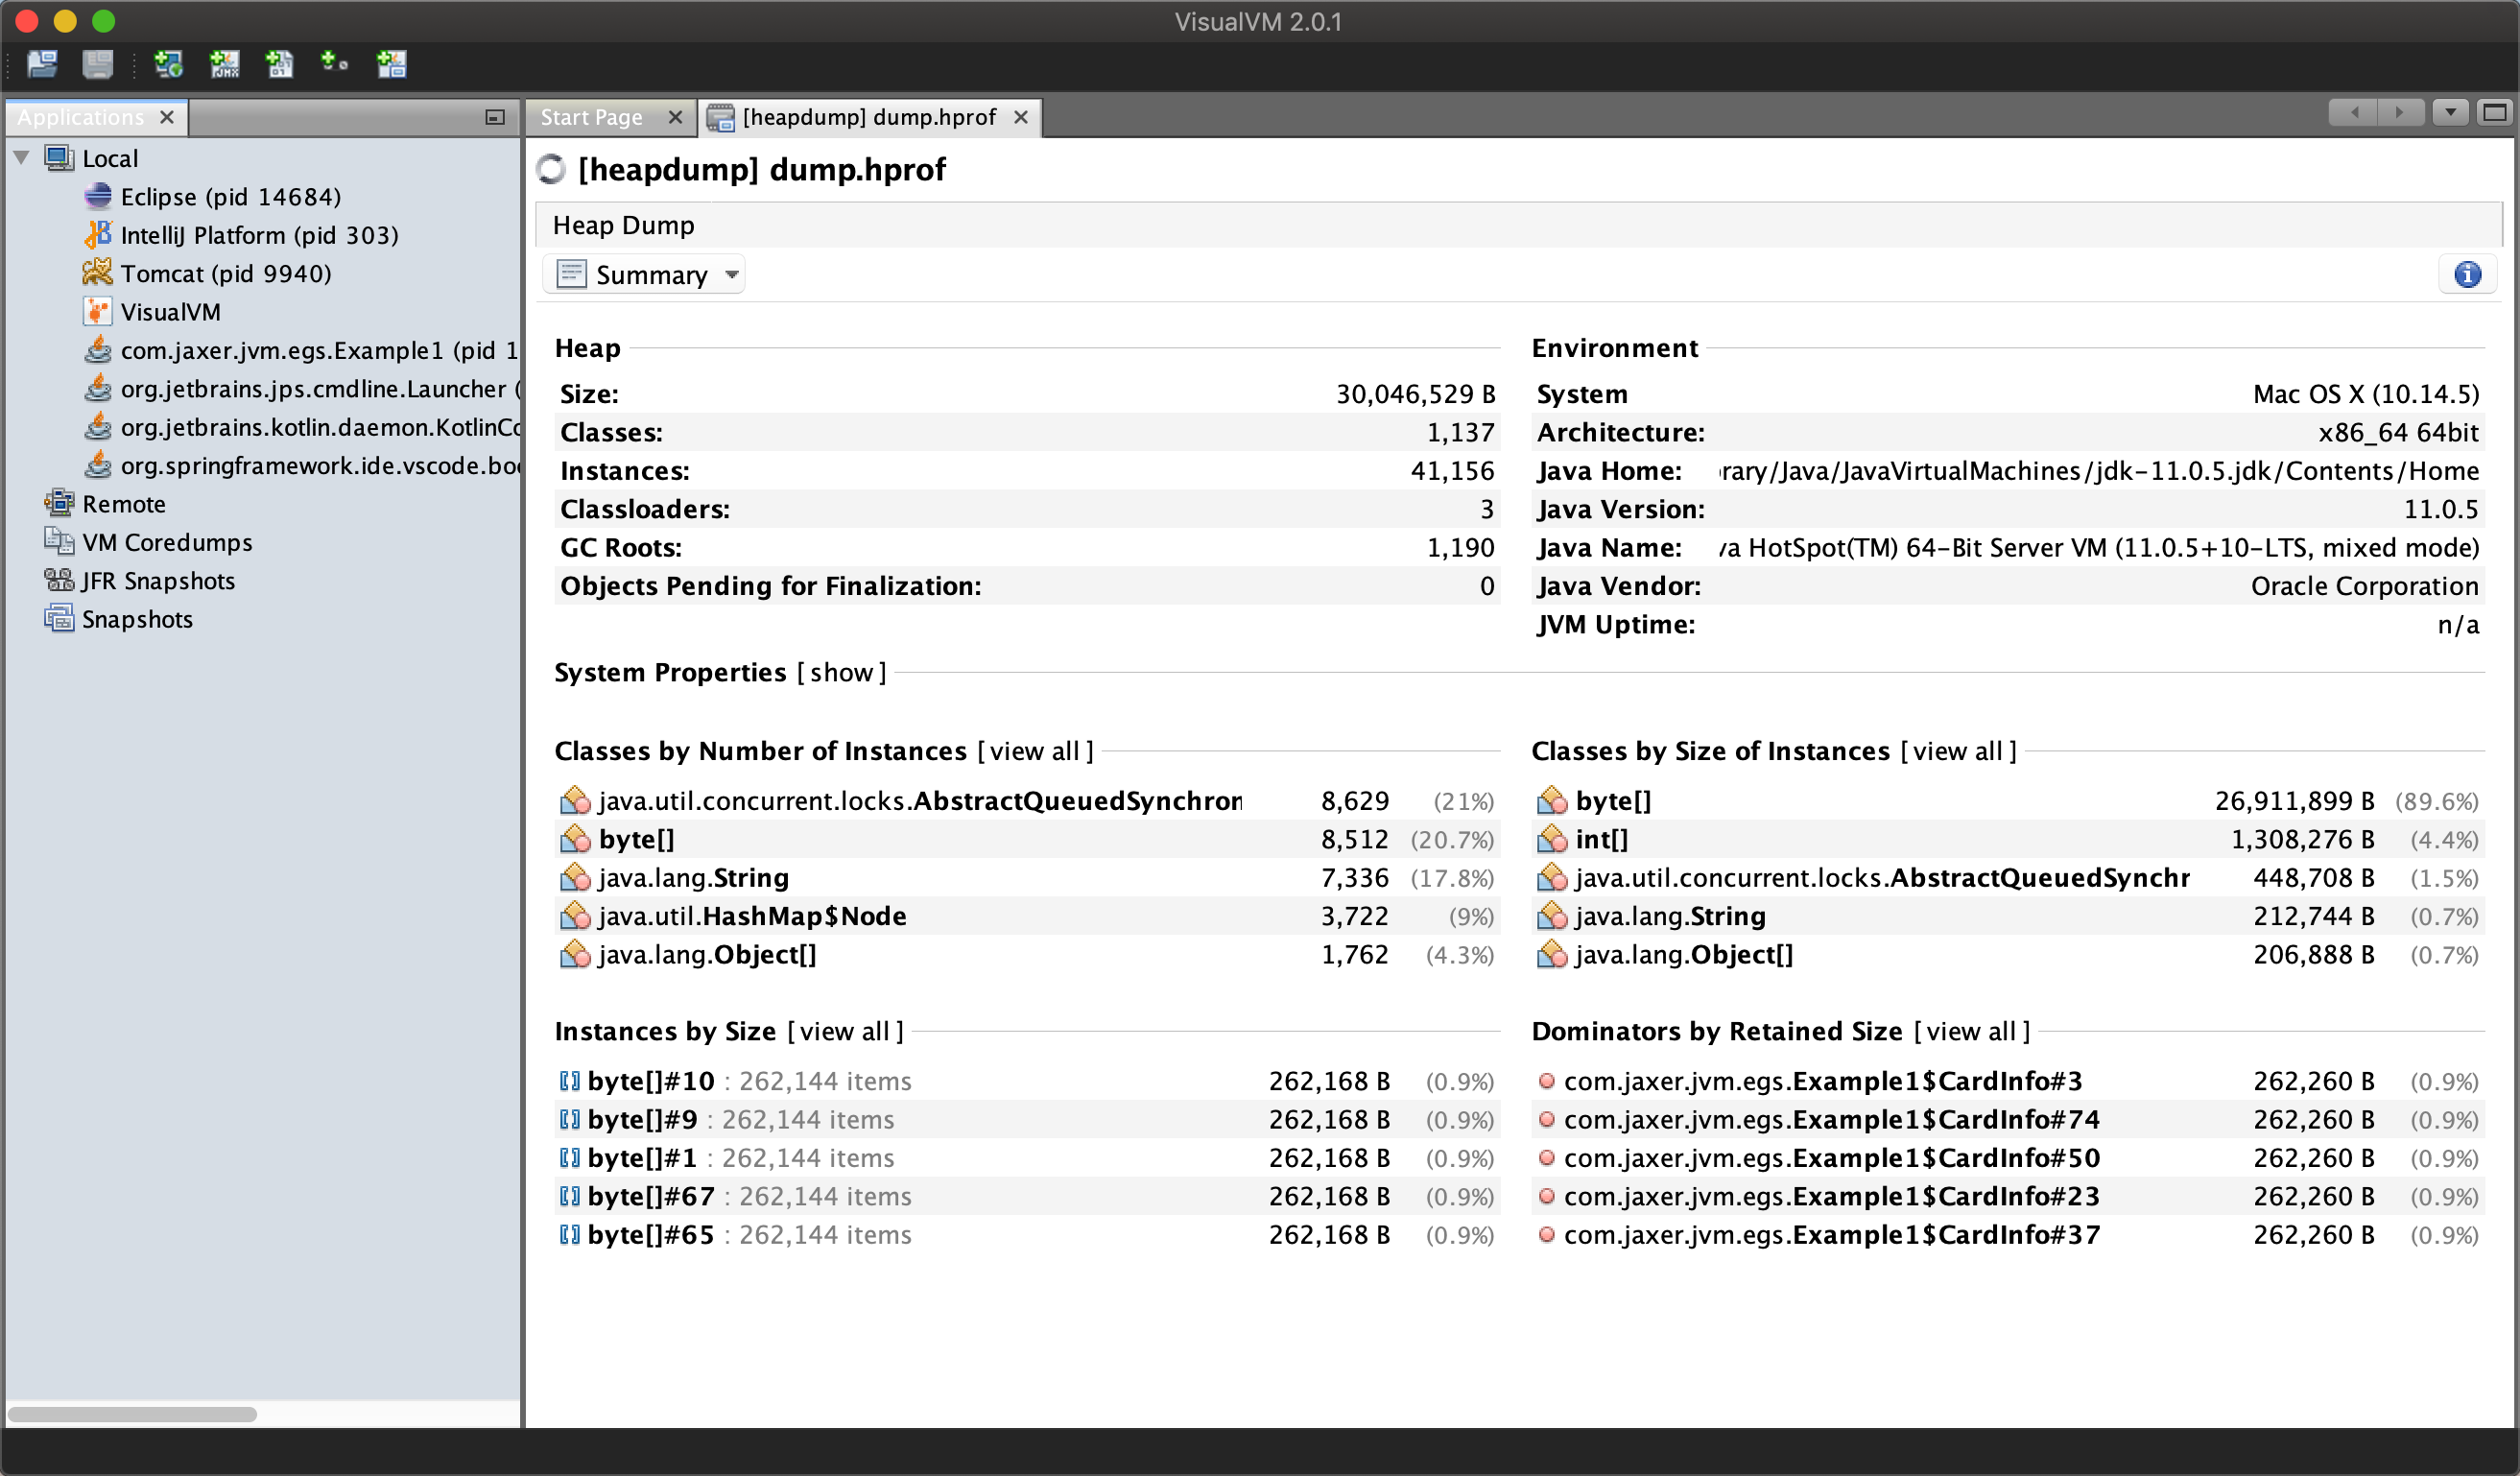 VisualVM 2.0.1
Applications
Start Page
[heapdump] dump.hprof
Local
Eclipse (pid 14684)
IntelliJ Platform (pid 303)
Tomcat (pid 9940)
VisualVM
com.jaxer.jvm.egs.Example1 (pid 1
org.jetbrains.jps.cmdline.Launcher (
org.jetbrains.kotlin.daemon.KotlinCo
org.springframework.ide.vscode.boo
Remote
VM Coredumps
JFR Snapshots
Snapshots
[heapdump] dump.hprof
Heap Dump
Summary
Heap
Size: 30,046,529 B
Classes: 1,137
Instances: 41,156
Classloaders: 3
GC Roots: 1,190
Objects Pending for Finalization: 0
Environment
System Mac OS X (10.14.5)
Architecture: x86_64 64bit
Java Home: rary/Java/JavaVirtualMachines/jdk-11.0.5.jdk/Contents/Home
Java Version: 11.0.5
Java Name: va HotSpot(TM) 64-Bit Server VM (11.0.5+10-LTS, mixed mode)
Java Vendor: Oracle Corporation
JVM Uptime: n/a
System Properties [show]
Classes by Number of Instances [view all]
java.util.concurrent.locks.AbstractQueuedSynchron 8,629 (21%)
byte[] 8,512 (20.7%)
java.lang.String 7,336 (17.8%)
java.util.HashMap$Node 3,722 (9%)
java.lang.Object[] 1,762 (4.3%)
Classes by Size of Instances [view all]
byte[] 26,911,899 B (89.6%)
int[] 1,308,276 B (4.4%)
java.util.concurrent.locks.AbstractQueuedSynchr 448,708 B (1.5%)
java.lang.String 212,744 B (0.7%)
java.lang.Object[] 206,888 B (0.7%)
Instances by Size [view all]
byte[]#10 : 262,144 items 262,168 B (0.9%)
byte[]#9 : 262,144 items 262,168 B (0.9%)
byte[]#1 : 262,144 items 262,168 B (0.9%)
byte[]#67 : 262,144 items 262,168 B (0.9%)
byte[]#65 : 262,144 items 262,168 B (0.9%)
Dominators by Retained Size [view all]
com.jaxer.jvm.egs.Example1$CardInfo#3 262,260 B (0.9%)
com.jaxer.jvm.egs.Example1$CardInfo#74 262,260 B (0.9%)
com.jaxer.jvm.egs.Example1$CardInfo#50 262,260 B (0.9%)
com.jaxer.jvm.egs.Example1$CardInfo#23 262,260 B (0.9%)
com.jaxer.jvm.egs.Example1$CardInfo#37 262,260 B (0.9%)